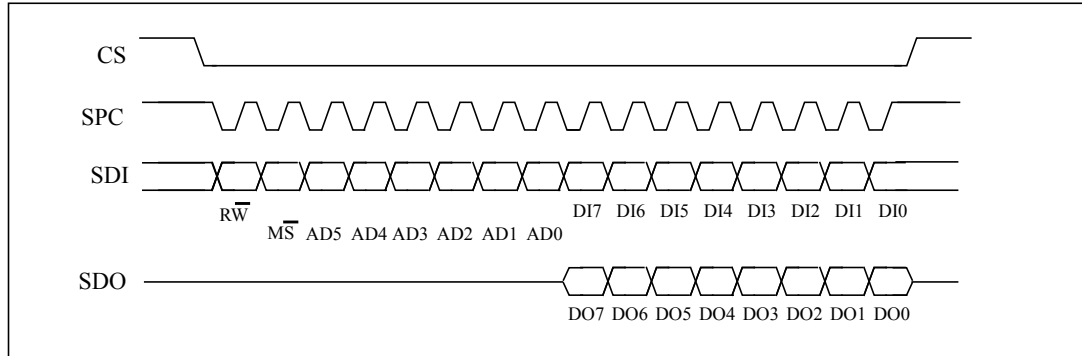 CS
SPC
SDI
RW̅ DI7 DI6 DI5 DI4 DI3 DI2 DI1 DI0
MS̅ AD5 AD4 AD3 AD2 AD1 AD0
SDO
DO7 DO6 DO5 DO4 DO3 DO2 DO1 DO0